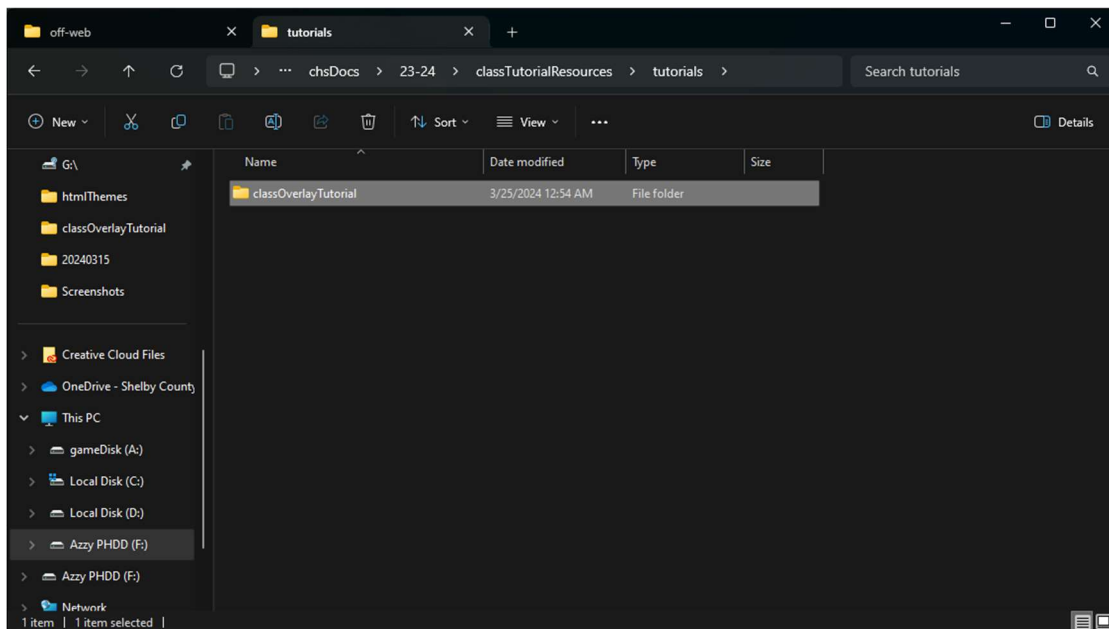 off-web
tutorials
chsDocs > 23-24 > classTutorialResources > tutorials >
Search tutorials
New
Sort
View
Details
G:\
htmlThemes
classOverlayTutorial
20240315
Screenshots
Creative Cloud Files
OneDrive - Shelby County
This PC
gameDisk (A:)
Local Disk (C:)
Local Disk (D:)
Azzy PHDD (F:)
Azzy PHDD (F:)
Network
Name Date modified Type Size
classOverlayTutorial 3/25/2024 12:54 AM File folder
1 item | 1 item selected |